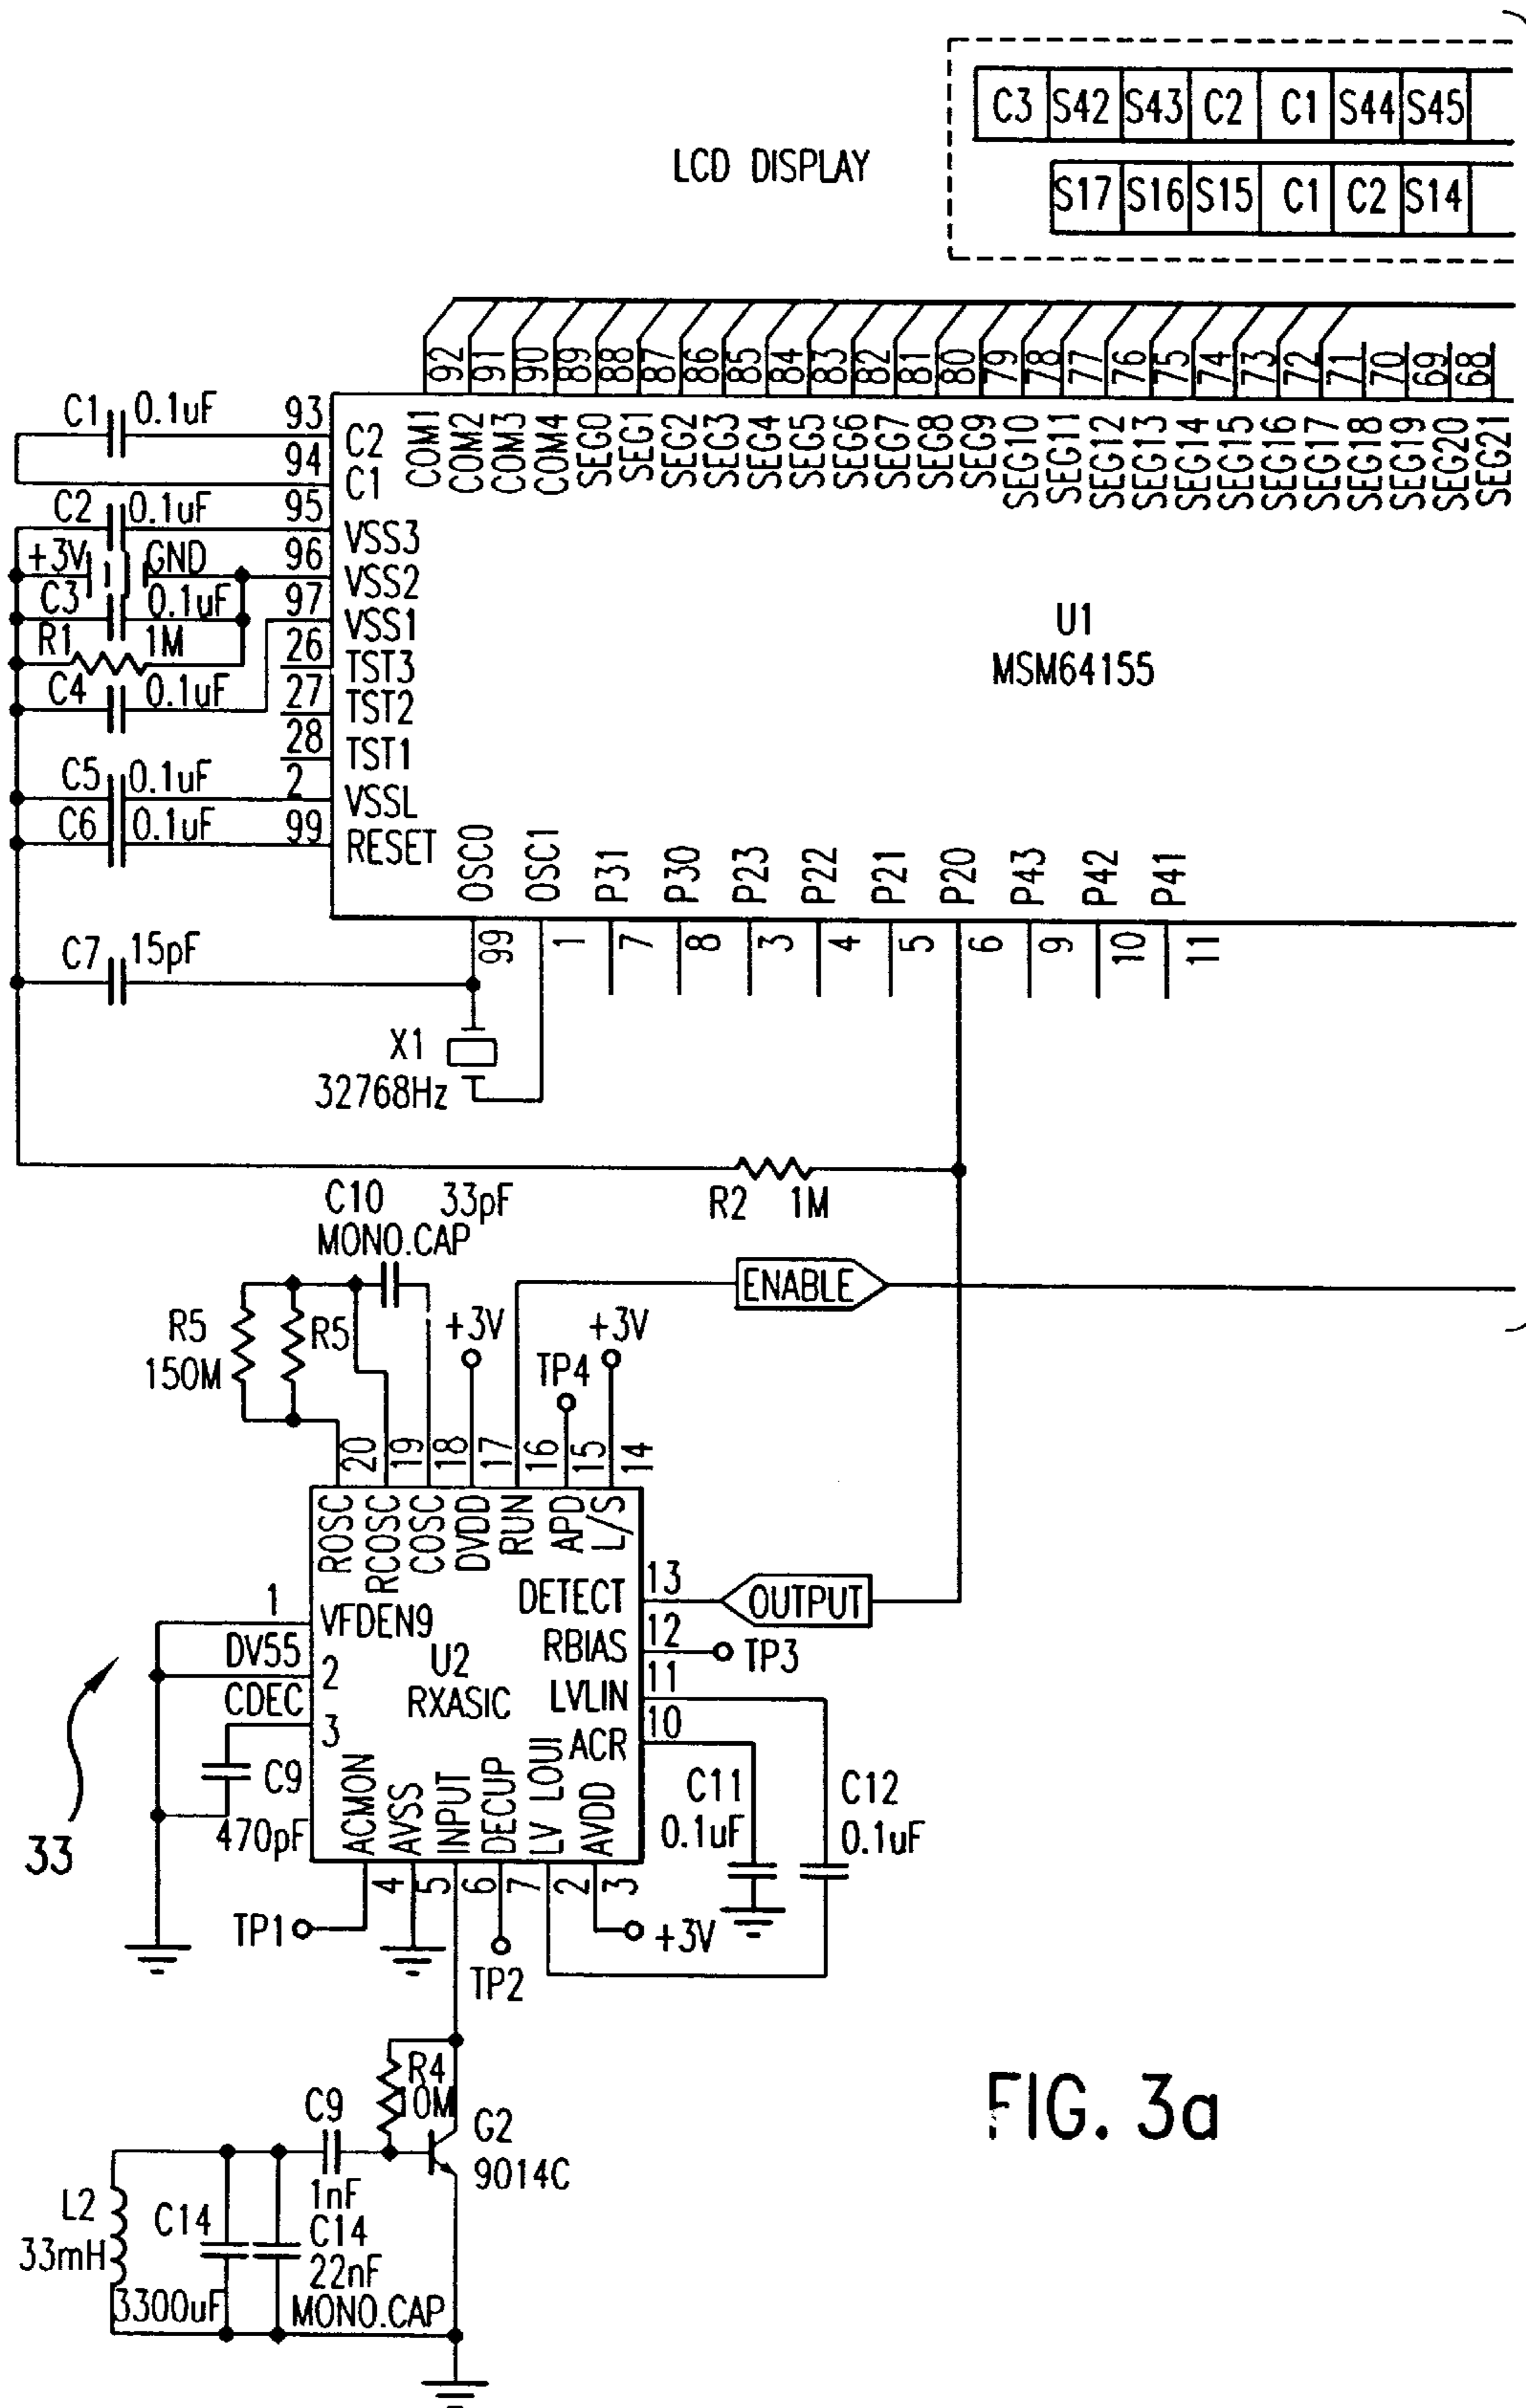 C3 S42 S43 C2 C1 S44 S45
LCD DISPLAY
S17 S16 S15 C1 C2 S14
92 91 90 89 88 87 86 85 84 83 82 81 80 79 78 77 76 75 74 73 72 71 70 69 68
COM1 COM2 COM3 COM4 SEG0 SEG1 SEG2 SEG3 SEG4 SEG5 SEG6 SEG7 SEG8 SEG9 SEG10 SEG11 SEG12 SEG13 SEG14 SEG15 SEG16 SEG17 SEG18 SEG19 SEG20 SEG21
C1 0.1uF 93 C2
94 C1
C2 0.1uF 95 VSS3
+3V GND 96 VSS2
C3 0.1uF 97 VSS1
R1 1M 26 TST3
C4 0.1uF 27 TST2
28 TST1
C5 0.1uF 2 VSSL
C6 0.1uF 99 RESET
U1
MSM64155
OSC0 OSC1 P31 P30 P23 P22 P21 P20 P43 P42 P41
99 1 7 8 3 4 5 6 9 10 11
C7 15pF
X1
32768Hz
R2 1M
C10 33pF
MONO.CAP
ENABLE
R5
150M
R5
+3V
TP4
+3V
20 19 18 17 16 15 14
ROSC RCOSC COSC DVDD RUN APD L/S
1 VFDEN9
DV55 2
CDEC 3
U2
RXASIC
DETECT 13 OUTPUT
RBIAS 12 TP3
LVLIN 11
ACR 10
C9
470pF
33
ACMON AVSS INPUT DECUP LV LOUI AVDD
4 5 6 7 2 3
C11
0.1uF
C12
0.1uF
TP1
TP2
+3V
R4
10M
C9
1nF
G2
9014C
L2
33mH
C14
3300uF
C14
22nF
MONO.CAP
FIG. 3a